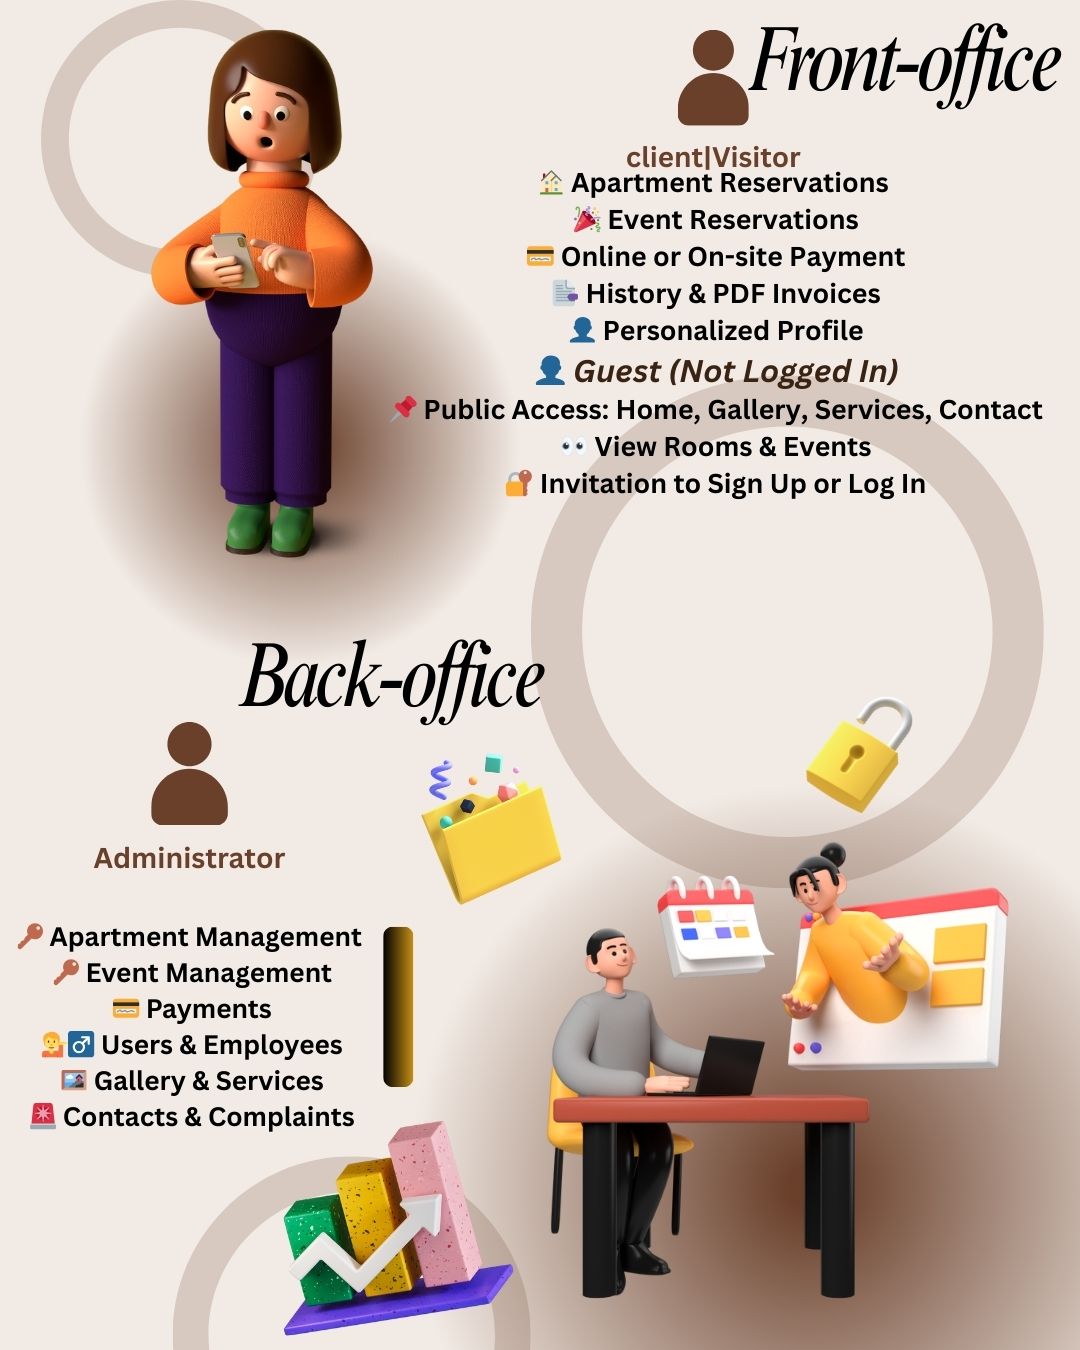 Front-office
client|Visitor
🏠 Apartment Reservations
🎉 Event Reservations
💳 Online or On-site Payment
📄 History & PDF Invoices
👤 Personalized Profile
👤 Guest (Not Logged In)
📌 Public Access: Home, Gallery, Services, Contact
👀 View Rooms & Events
🔐 Invitation to Sign Up or Log In
Back-office
Administrator
🔑 Apartment Management
🔑 Event Management
💳 Payments
💁♂️ Users & Employees
🖼️ Gallery & Services
🚨 Contacts & Complaints